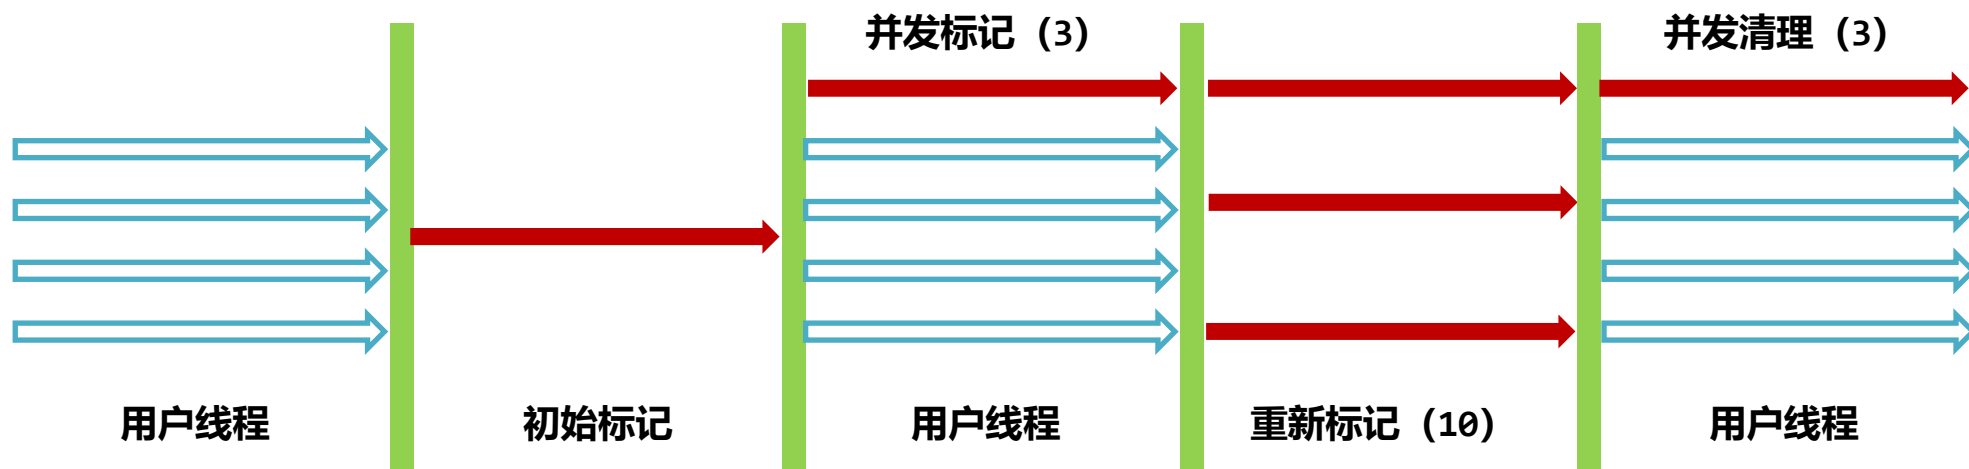 并发标记（3）
并发清理（3）
用户线程
初始标记
用户线程
重新标记（10）
用户线程